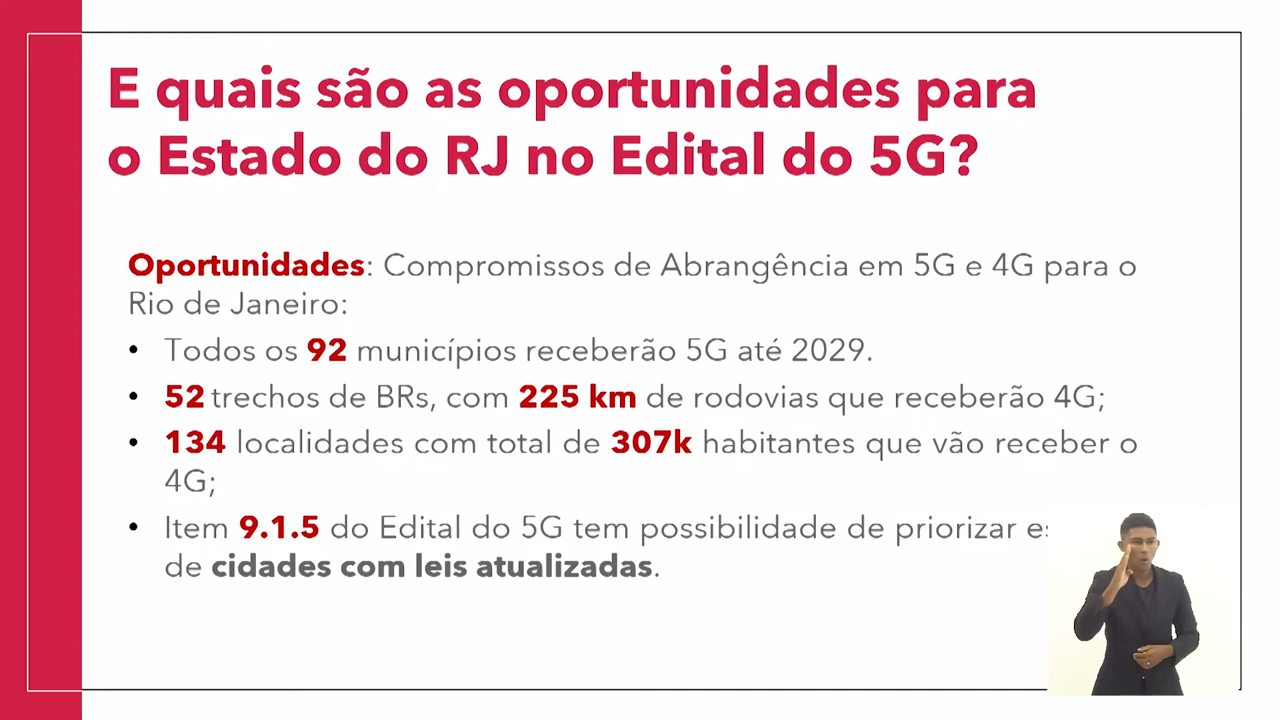 E quais são as oportunidades para
o Estado do RJ no Edital do 5G?
Oportunidades: Compromissos de Abrangência em 5G e 4G para o
Rio de Janeiro:
• Todos os 92 municípios receberão 5G até 2029.
• 52 trechos de BRs, com 225 km de rodovias que receberão 4G;
• 134 localidades com total de 307k habitantes que vão receber o
4G;
• Item 9.1.5 do Edital do 5G tem possibilidade de priorizar
de cidades com leis atualizadas.